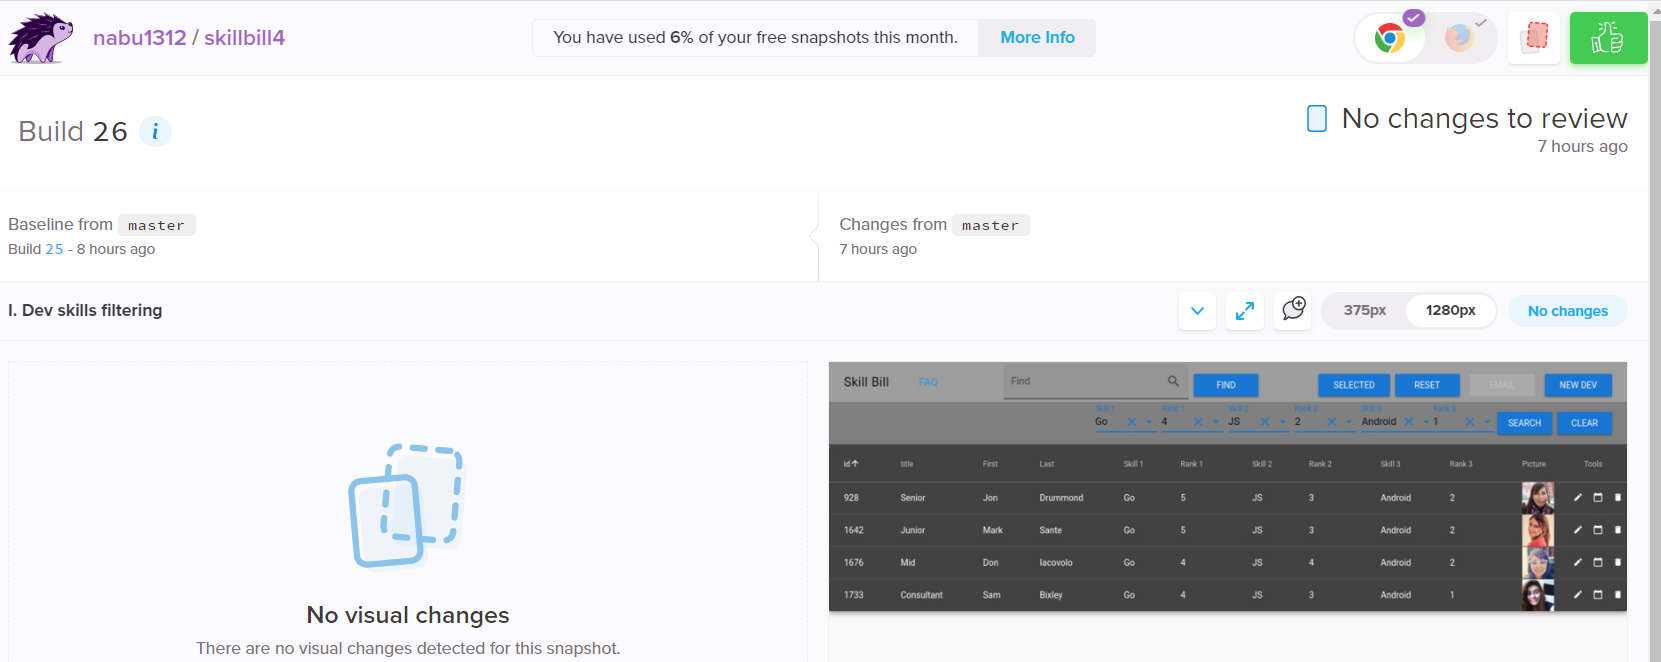 nabu1312 / skillbill4
You have used 6% of your free snapshots this month. More Info
Build 26 i
No changes to review
7 hours ago
Baseline from master
Build 25 - 8 hours ago
Changes from master
7 hours ago
I. Dev skills filtering
375px 1280px No changes
No visual changes
There are no visual changes detected for this snapshot.
Skill Bill FAQ Find FIND SELECTED RESET EMAIL NEW DEV
Skill 1 Rank 1 Skill 2 Rank 2 Skill 3 Rank 3
Go 4 JS 2 Android 1 SEARCH CLEAR
id title First Last Skill 1 Rank 1 Skill 2 Rank 2 Skill 3 Rank 3 Picture Tools
928 Senior Jon Drummond Go 5 JS 3 Android 2
1642 Junior Mark Sante Go 5 JS 3 Android 2
1676 Mid Don Iacovolo Go 4 JS 4 Android 2
1733 Consultant Sam Bixley Go 4 JS 3 Android 1